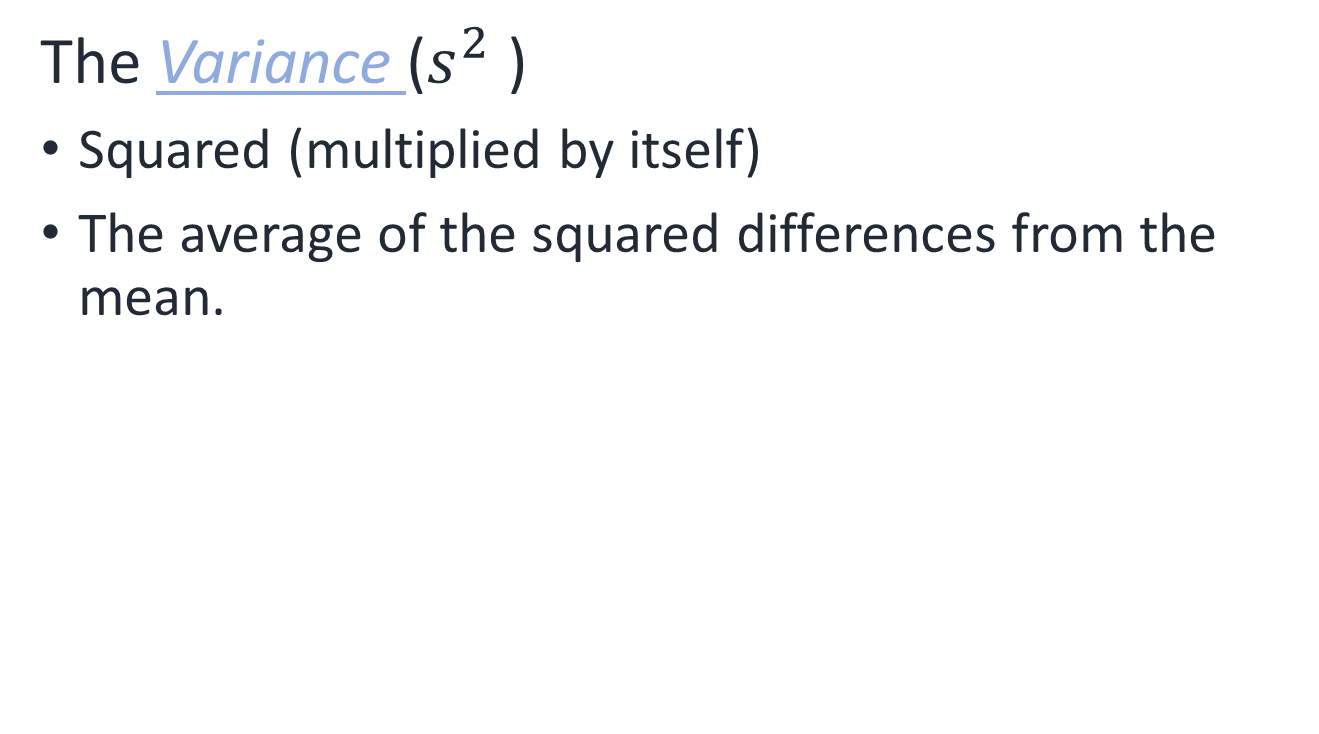 The Variance (s² )
• Squared (multiplied by itself)
• The average of the squared differences from the
mean.